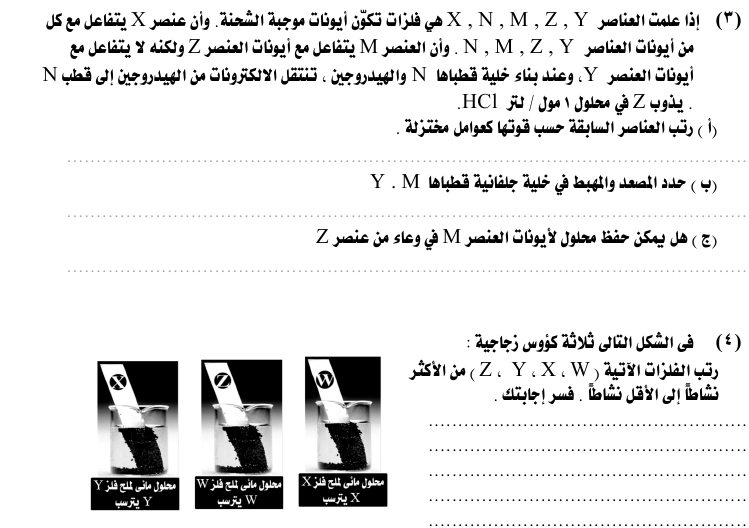 (٣) إذا علمت العناصر X , N , M , Z , Y هي فلزات تكوّن أيونات موجبة الشحنة. وأن عنصر X يتفاعل مع كل
من أيونات العناصر N , M , Z , Y . وأن العنصر M يتفاعل مع أيونات العنصر Z ولكنه لا يتفاعل مع
أيونات العنصر Y، وعند بناء خلية قطباها N والهيدروجين ، تنتقل الالكترونات من الهيدروجين إلى قطب N
. يذوب Z في محلول ١ مول / لتر HCl.
(أ) رتب العناصر السابقة حسب قوتها كعوامل مختزلة .
(ب) حدد المصعد والمهبط في خلية جلفانية قطباها Y . M
(ج) هل يمكن حفظ محلول لأيونات العنصر M في وعاء من عنصر Z
(٤) فى الشكل التالى ثلاثة كؤوس زجاجية :
رتب الفلزات الآتية (Z ، Y ، X ، W) من الأكثر
نشاطاً إلى الأقل نشاطاً . فسر إجابتك .
W
محلول مائى لملح فلز X
X يترسب
Z
محلول مائى لملح فلز W
W يترسب
X
محلول مائى لملح فلز Y
Y يترسب